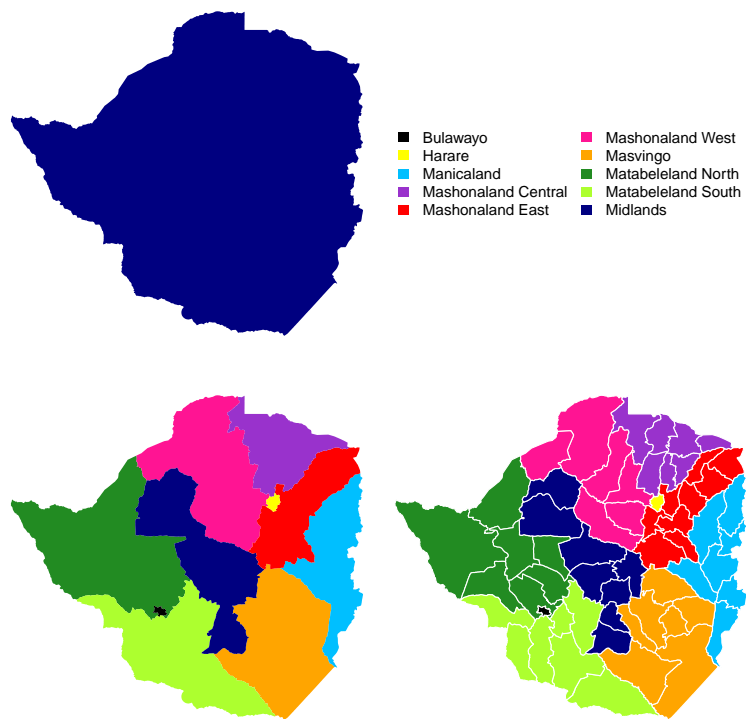 Bulawayo
Harare
Manicaland
Mashonaland Central
Mashonaland East
Mashonaland West
Masvingo
Matabeleland North
Matabeleland South
Midlands